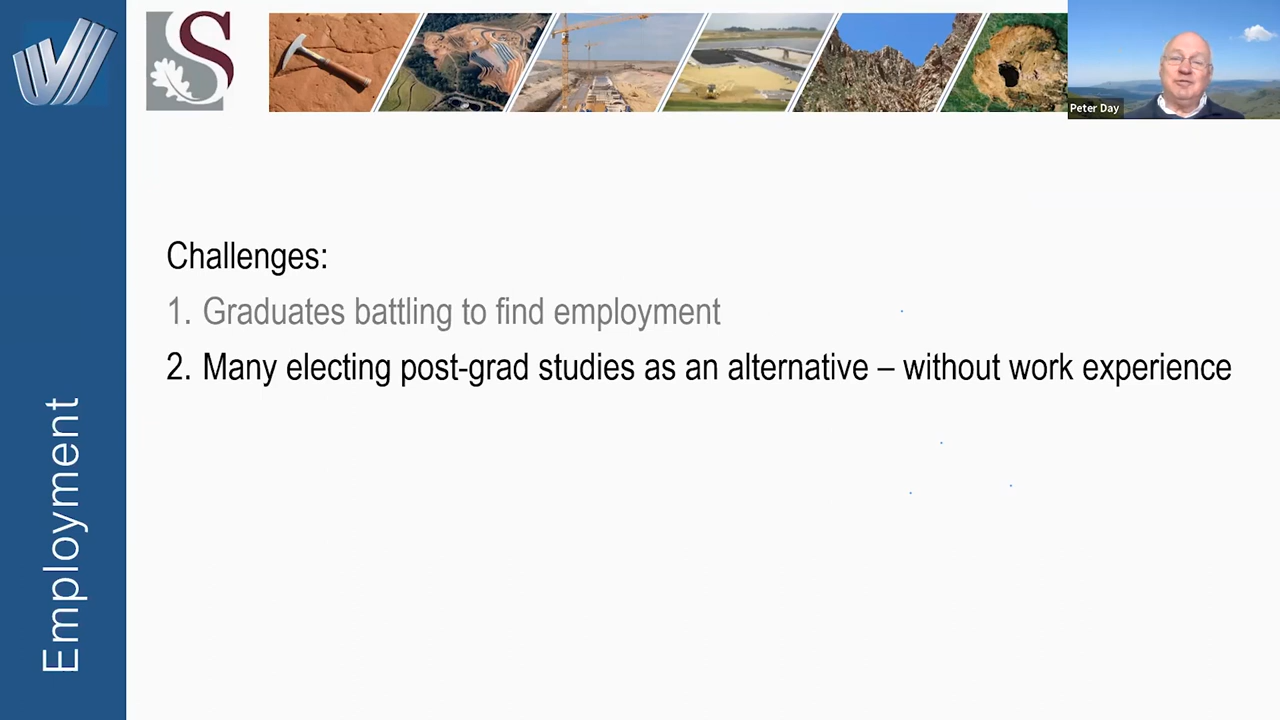 S
Peter Day
Challenges:
1. Graduates battling to find employment
2. Many electing post-grad studies as an alternative – without work experience
Employment